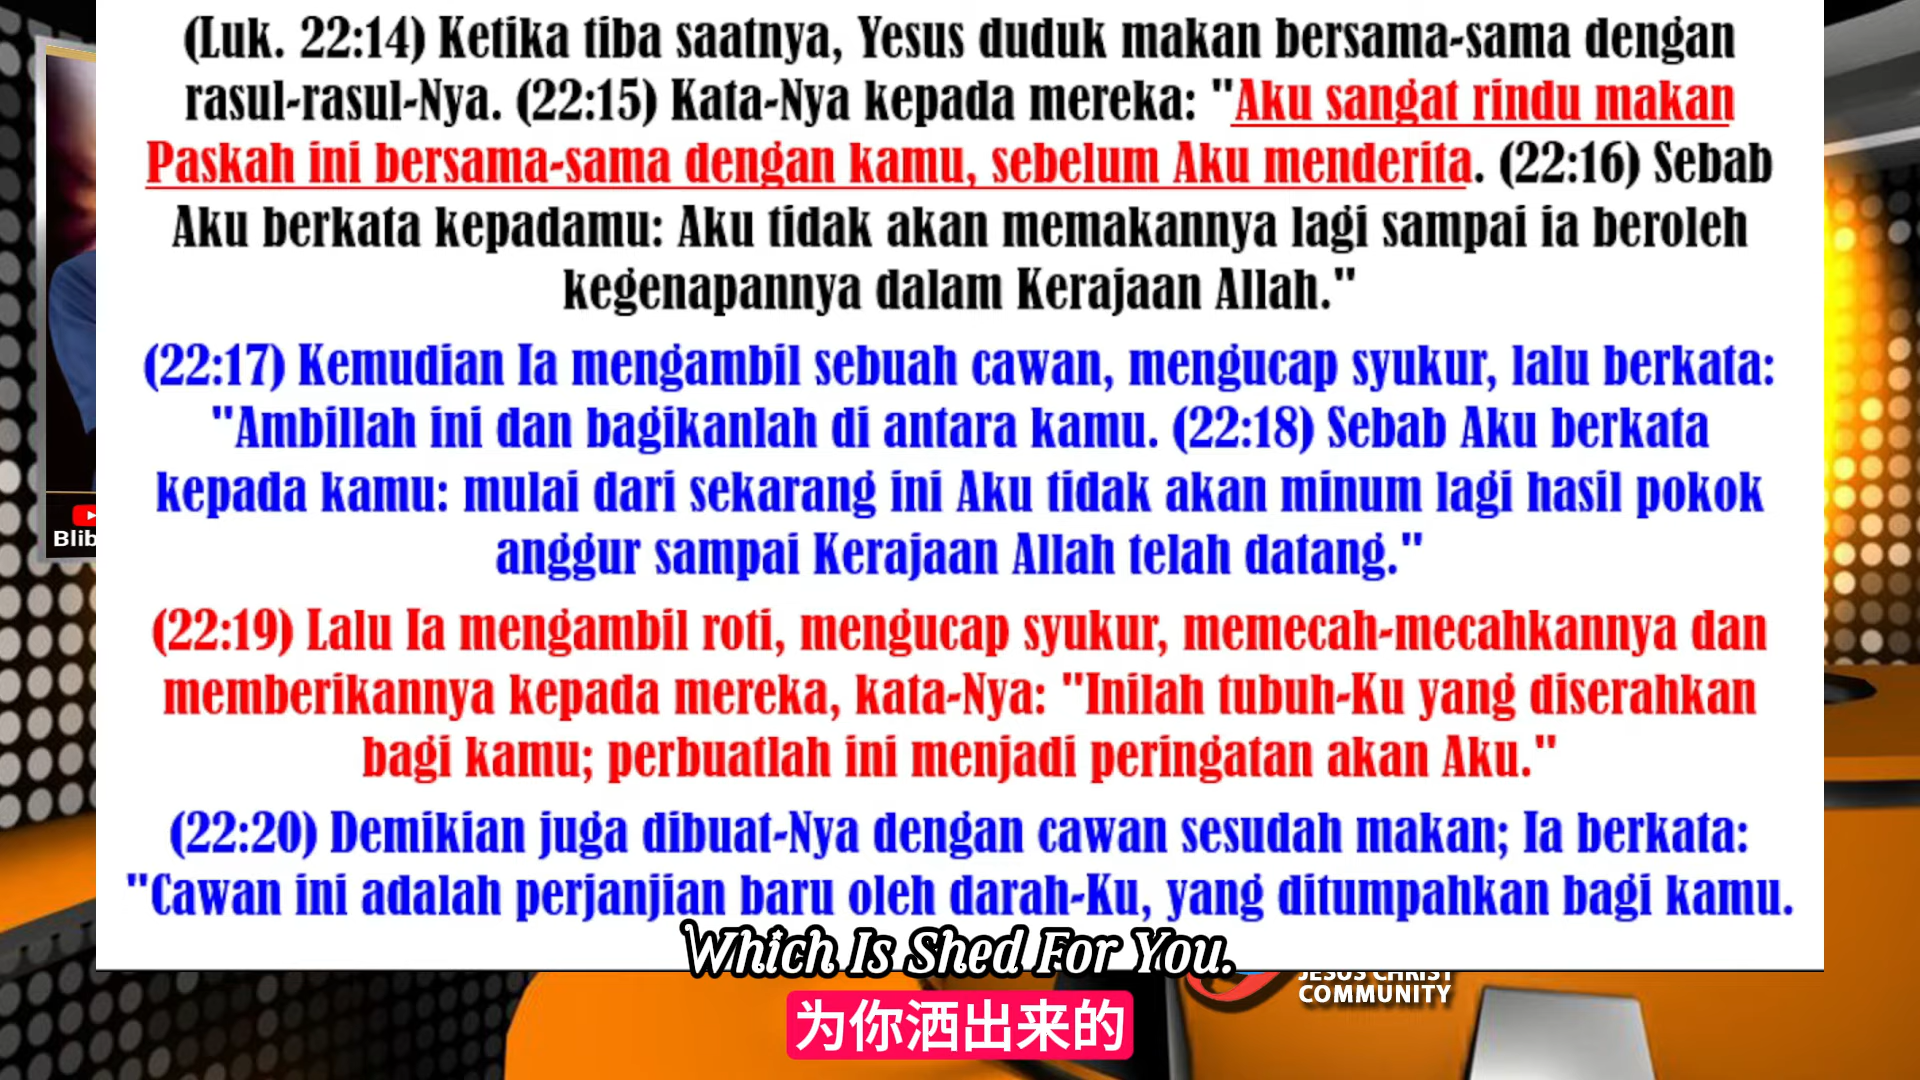 (Luk. 22:14) Ketika tiba saatnya, Yesus duduk makan bersama-sama dengan
rasul-rasul-Nya. (22:15) Kata-Nya kepada mereka: "Aku sangat rindu makan
Paskah ini bersama-sama dengan kamu, sebelum Aku menderita. (22:16) Sebab
Aku berkata kepadamu: Aku tidak akan memakannya lagi sampai ia beroleh
kegenapannya dalam Kerajaan Allah."
(22:17) Kemudian Ia mengambil sebuah cawan, mengucap syukur, lalu berkata:
"Ambillah ini dan bagikanlah di antara kamu. (22:18) Sebab Aku berkata
kepada kamu: mulai dari sekarang ini Aku tidak akan minum lagi hasil pokok
anggur sampai Kerajaan Allah telah datang."
(22:19) Lalu Ia mengambil roti, mengucap syukur, memecah-mecahkannya dan
memberikannya kepada mereka, kata-Nya: "Inilah tubuh-Ku yang diserahkan
bagi kamu; perbuatlah ini menjadi peringatan akan Aku."
(22:20) Demikian juga dibuat-Nya dengan cawan sesudah makan; Ia berkata:
"Cawan ini adalah perjanjian baru oleh darah-Ku, yang ditumpahkan bagi kamu.
Blib
Which Is Shed For You.
JESUS CHRIST
COMMUNITY
为你洒出来的